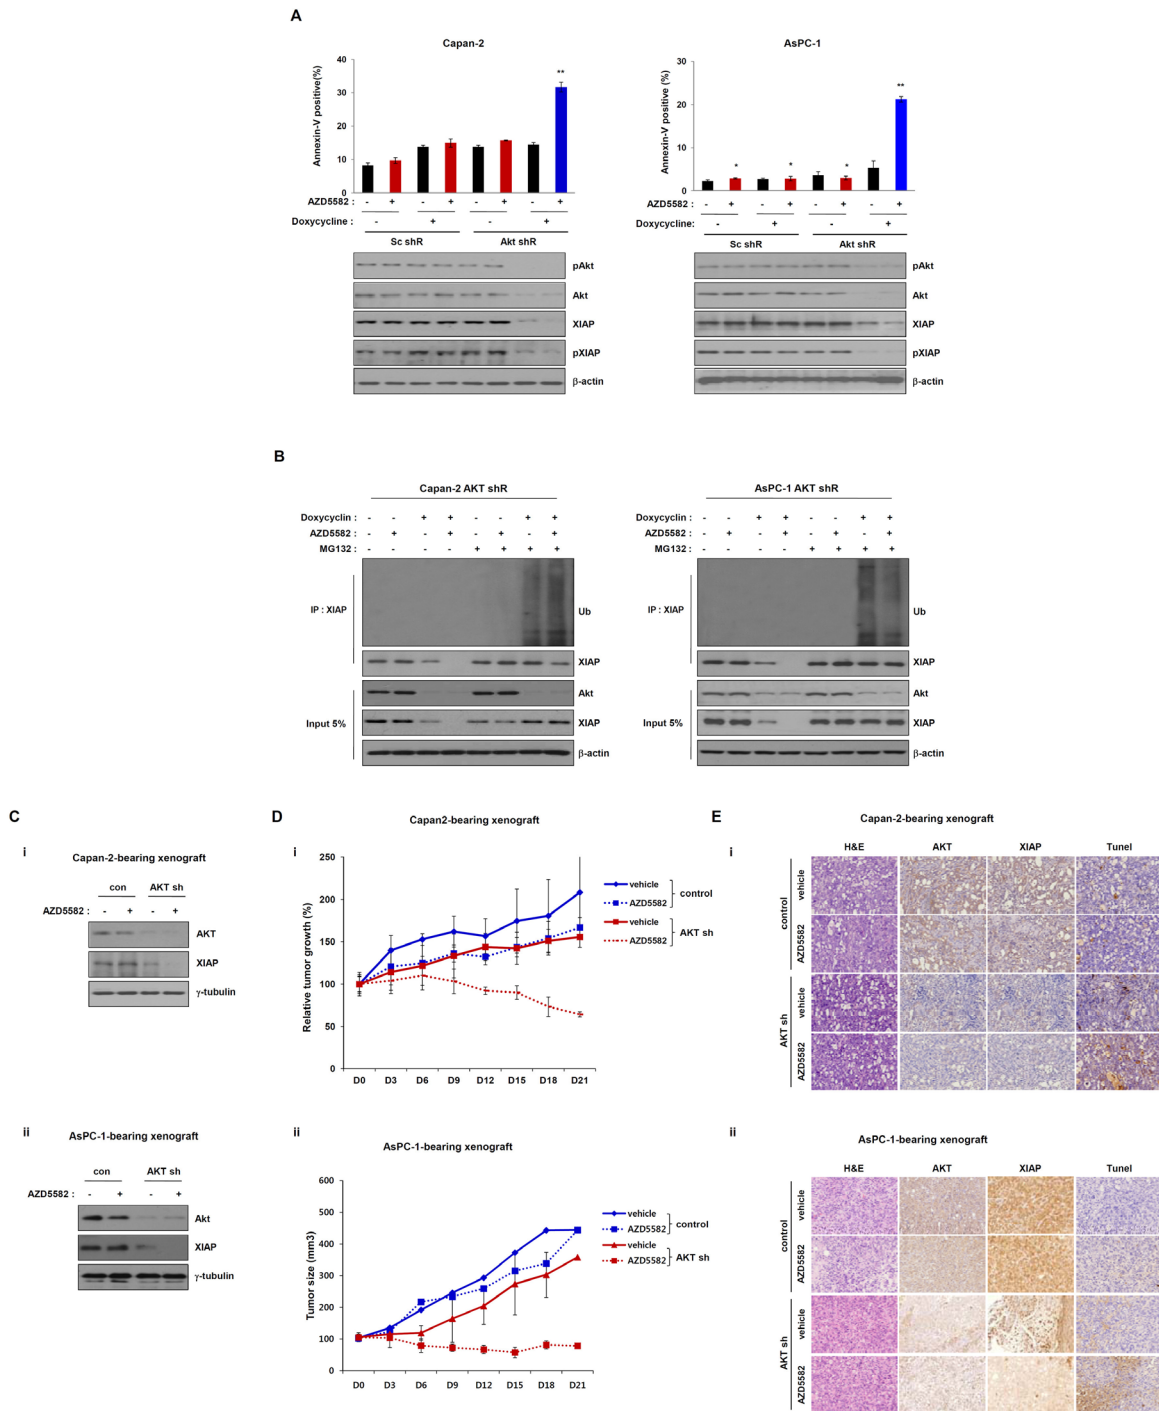 A
Capan-2
Annexin-V positive(%)
40
30
20
10
0
AZD5582 - + - + - + - +
Doxycycline : - + - +
Sc shR Akt shR
pAkt
Akt
XIAP
pXIAP
β-actin
**
AsPC-1
Annexin-V positive (%)
30
20
10
0
* * * **
AZD5582 - + - + - + - +
Doxycycline: - + - +
Sc shR Akt shR
pAkt
Akt
XIAP
pXIAP
β-actin
B
Capan-2 AKT shR
Doxycyclin : - - + + - - + +
AZD5582 : - + - + - + - +
MG132 : - - - - + + + +
IP : XIAP
Ub
XIAP
Input 5%
Akt
XIAP
β-actin
AsPC-1 AKT shR
Doxycyclin : - - + + - - + +
AZD5582 : - + - + - + - +
MG132 : - - - - + + + +
IP : XIAP
Ub
XIAP
Input 5%
Akt
XIAP
β-actin
C
i
Capan-2-bearing xenograft
con AKT sh
AZD5582 : - + - +
AKT
XIAP
γ-tubulin
ii
AsPC-1-bearing xenograft
con AKT sh
AZD5582 : - + - +
Akt
XIAP
γ-tubulin
D
Capan2-bearing xenograft
i
Relative tumor growth (%)
250
200
150
100
50
0
D0 D3 D6 D9 D12 D15 D18 D21
vehicle
AZD5582
control
vehicle
AZD5582
AKT sh
ii
AsPC-1-bearing xenograft
Tumor size (mm3)
600
500
400
300
200
100
0
D0 D3 D6 D9 D12 D15 D18 D21
vehicle
AZD5582
control
vehicle
AZD5582
AKT sh
E
Capan-2-bearing xenograft
i
H&E AKT XIAP Tunel
control
vehicle
AZD5582
AKT sh
vehicle
AZD5582
ii
AsPC-1-bearing xenograft
H&E AKT XIAP Tunel
control
vehicle
AZD5582
AKT sh
vehicle
AZD5582